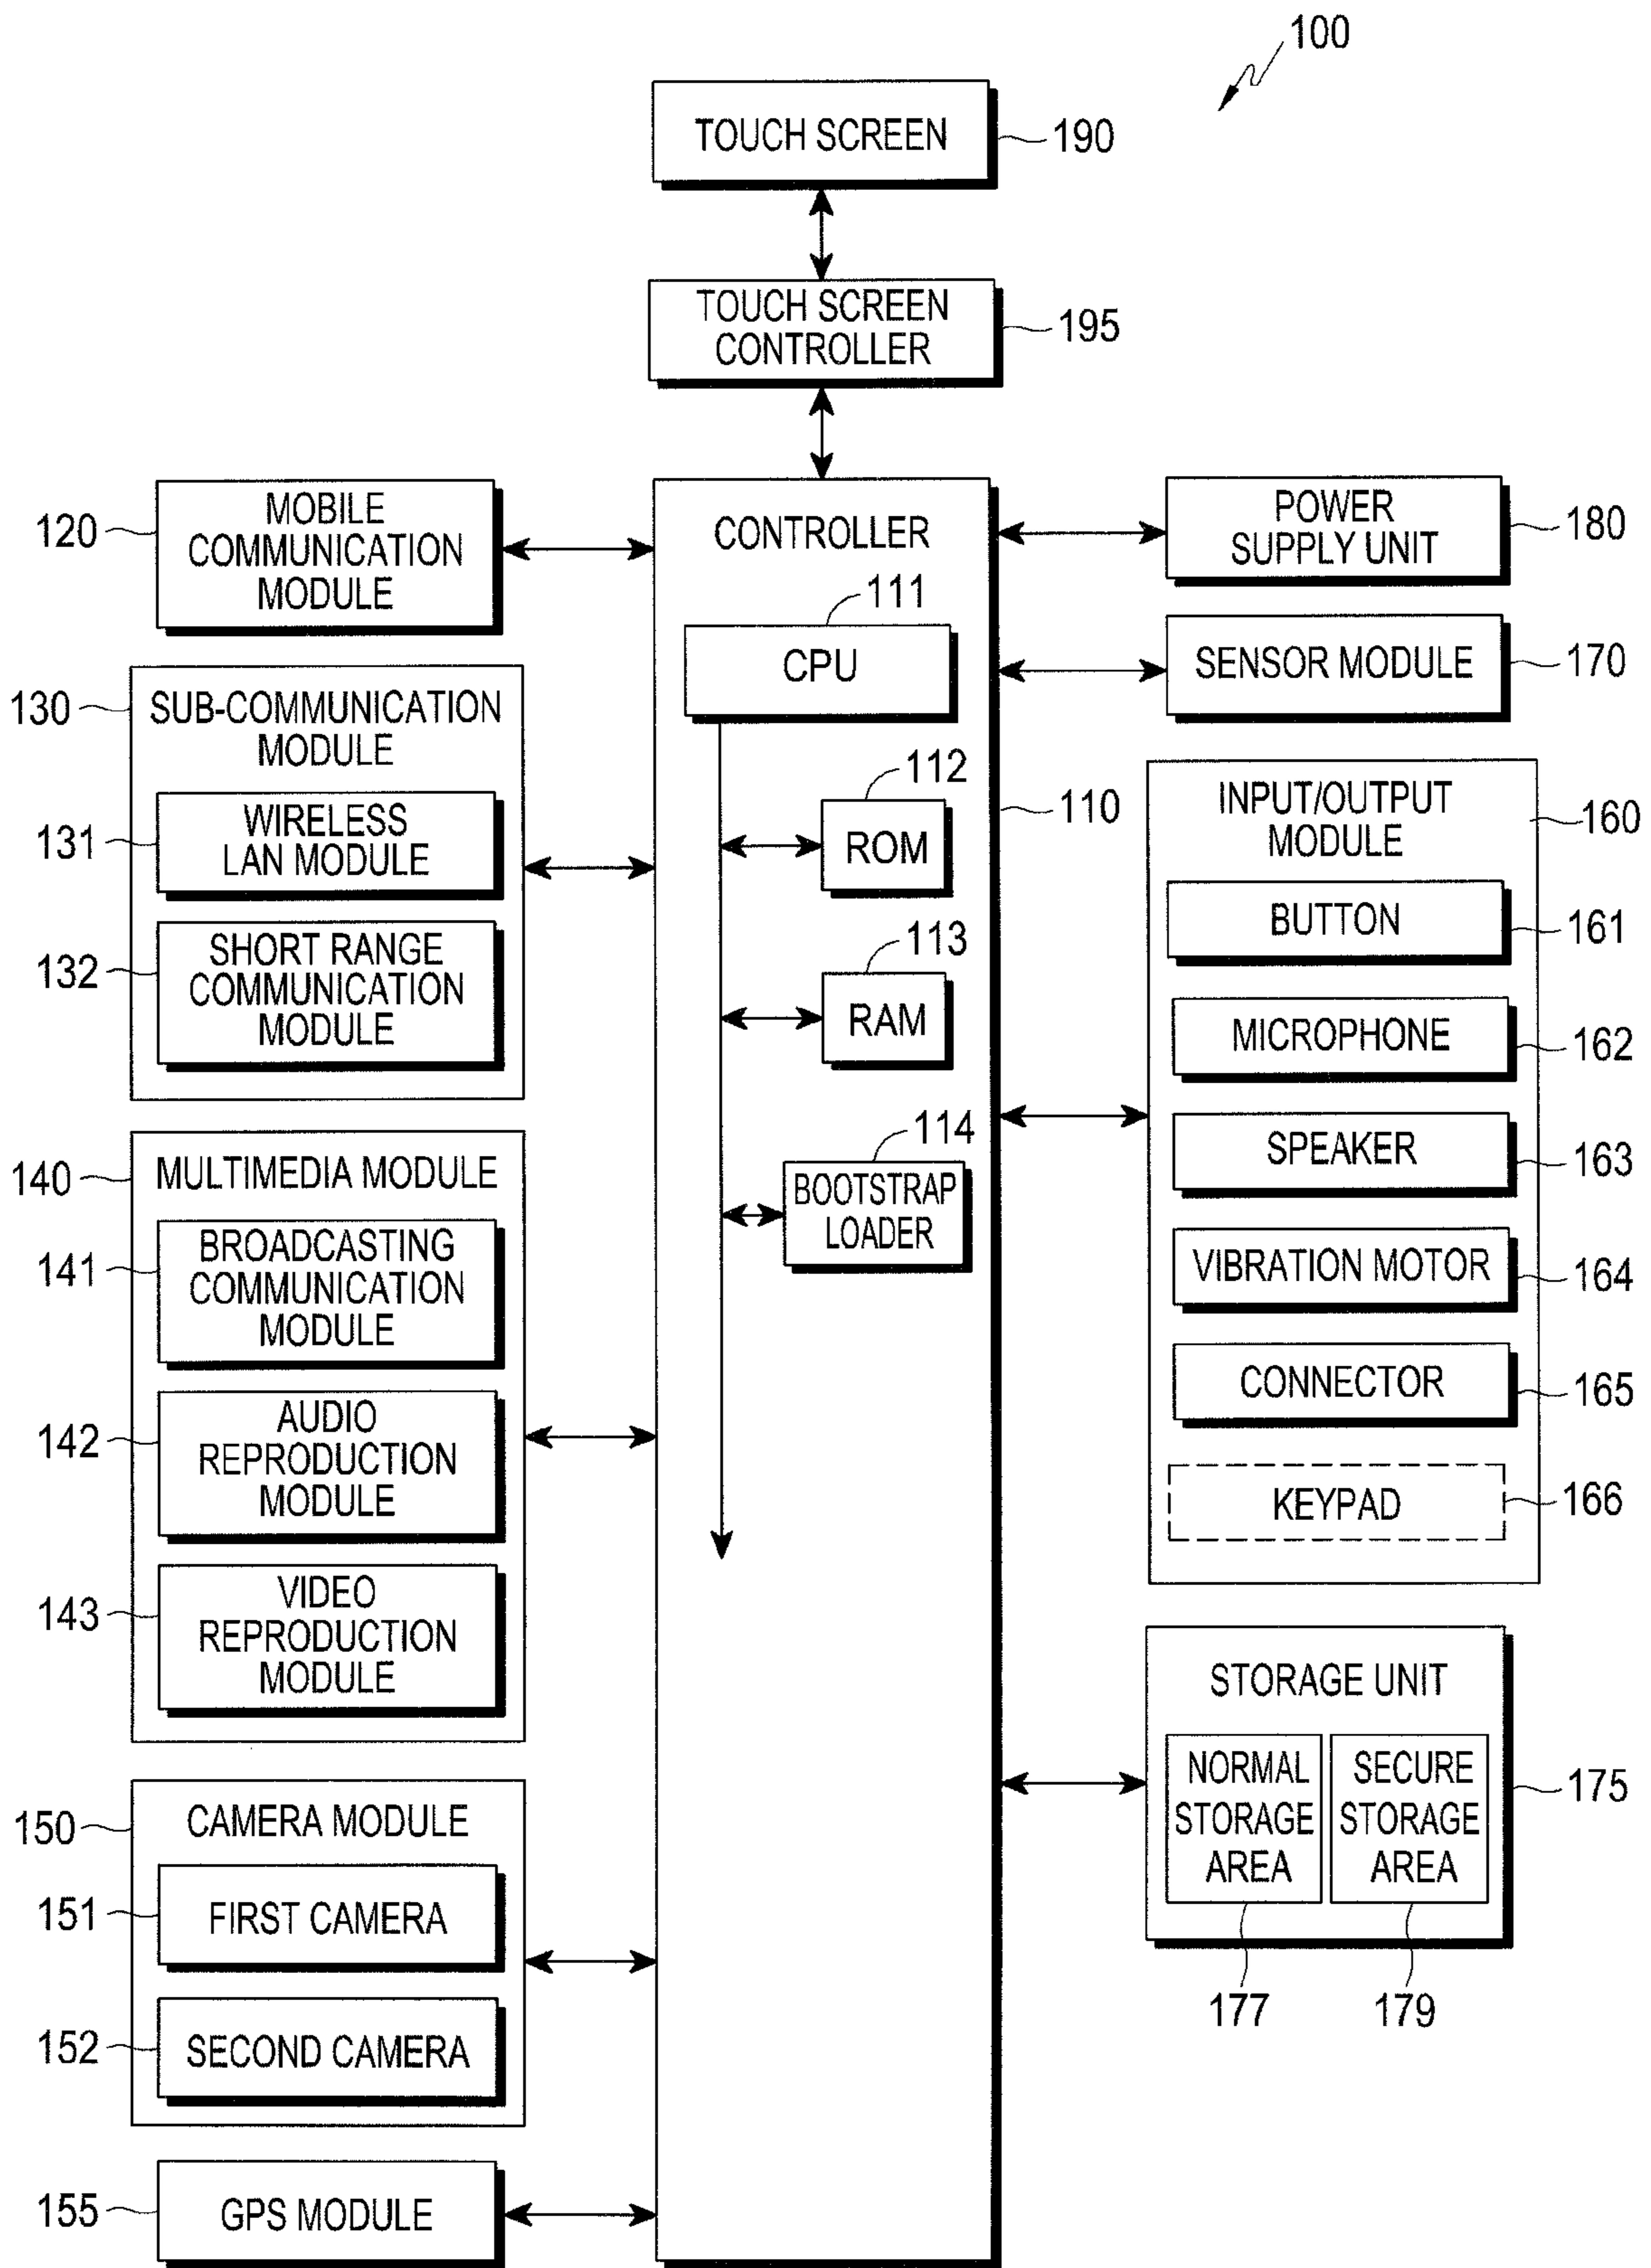 100
TOUCH SCREEN
190
TOUCH SCREEN
CONTROLLER
195
120
MOBILE
COMMUNICATION
MODULE
130
SUB-COMMUNICATION
MODULE
131
WIRELESS
LAN MODULE
132
SHORT RANGE
COMMUNICATION
MODULE
140
MULTIMEDIA MODULE
141
BROADCASTING
COMMUNICATION
MODULE
142
AUDIO
REPRODUCTION
MODULE
143
VIDEO
REPRODUCTION
MODULE
150
CAMERA MODULE
151
FIRST CAMERA
152
SECOND CAMERA
155
GPS MODULE
CONTROLLER
111
CPU
112
ROM
110
113
RAM
114
BOOTSTRAP
LOADER
POWER
SUPPLY UNIT
180
SENSOR MODULE
170
INPUT/OUTPUT
MODULE
160
BUTTON
161
MICROPHONE
162
SPEAKER
163
VIBRATION MOTOR
164
CONNECTOR
165
KEYPAD
166
STORAGE UNIT
175
NORMAL
STORAGE
AREA
SECURE
STORAGE
AREA
177
179